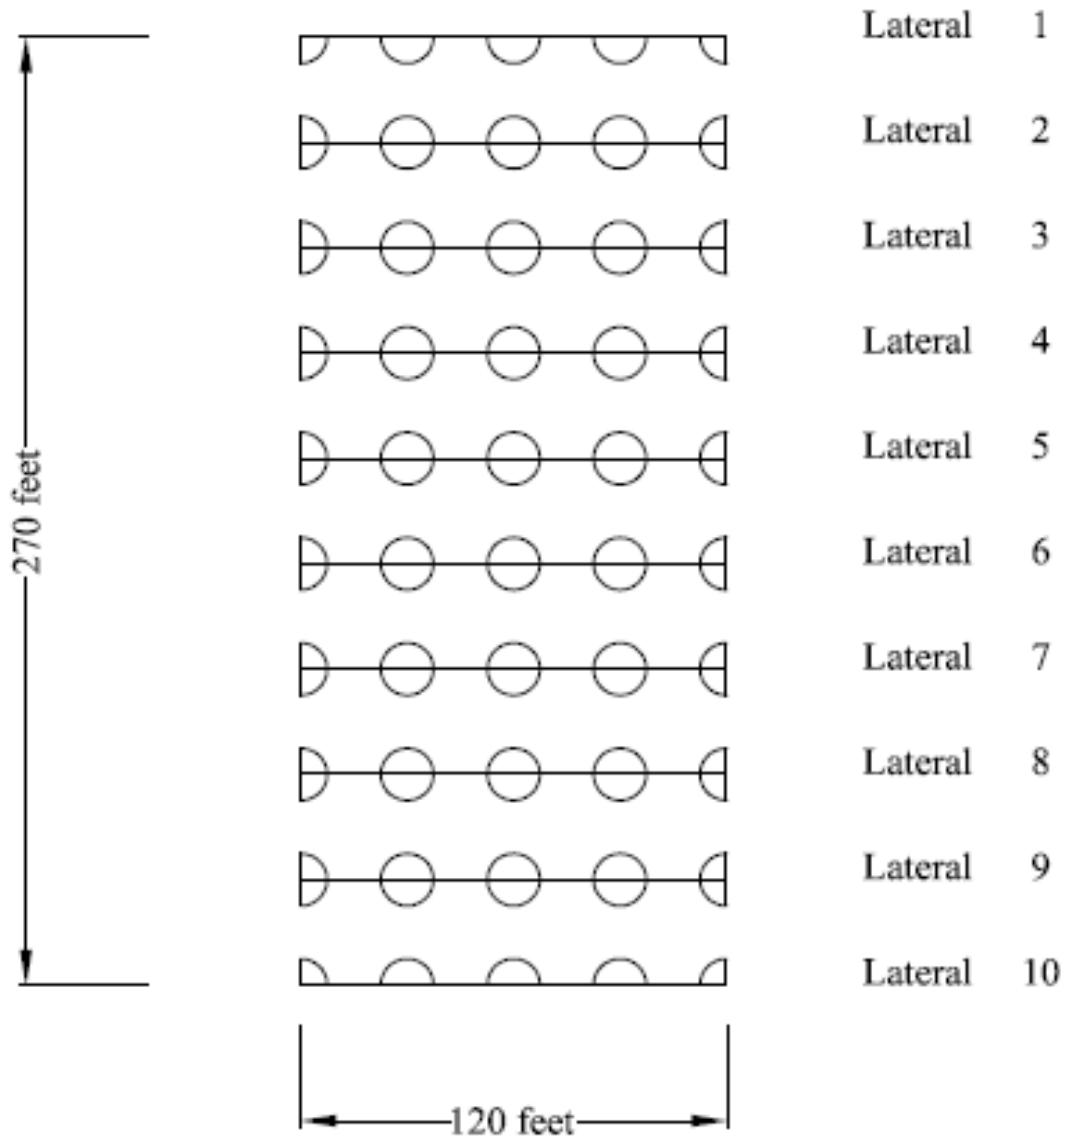 Lateral 1
Lateral 2
Lateral 3
Lateral 4
Lateral 5
Lateral 6
Lateral 7
Lateral 8
Lateral 9
Lateral 10
270 feet
120 feet